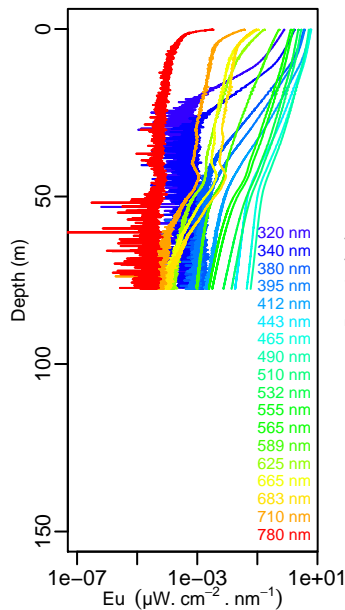 0
50
100
150
Depth (m)
320 nm
340 nm
380 nm
395 nm
412 nm
443 nm
465 nm
490 nm
510 nm
532 nm
555 nm
565 nm
589 nm
625 nm
665 nm
683 nm
710 nm
780 nm
1e-07
1e-03
1e+01
Eu (µW. cm⁻² . nm⁻¹)